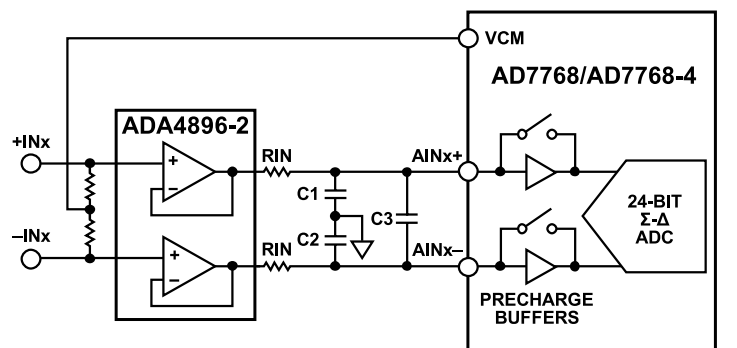 VCM
AD7768/AD7768-4
ADA4896-2
+INx
–INx
+
–
+
–
RIN
RIN
C1
C2
C3
AINx+
AINx–
24-BIT
Σ-Δ
ADC
PRECHARGE
BUFFERS